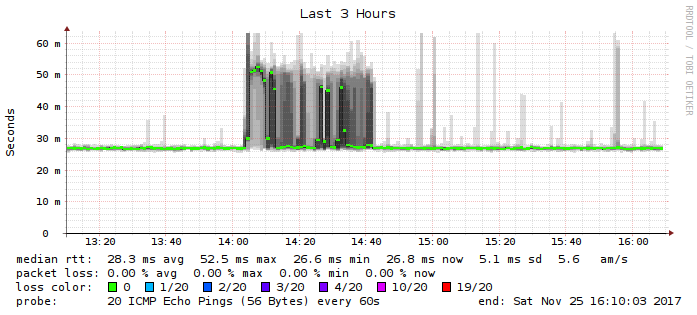 Last 3 Hours
RRDTOOL / TOBI OETIKER
Seconds
60 m
50 m
40 m
30 m
20 m
10 m
0
13:20 13:40 14:00 14:20 14:40 15:00 15:20 15:40 16:00
median rtt: 28.3 ms avg 52.5 ms max 26.6 ms min 26.8 ms now 5.1 ms sd 5.6 am/s
packet loss: 0.00 % avg 0.00 % max 0.00 % min 0.00 % now
loss color: 0 1/20 2/20 3/20 4/20 10/20 19/20
probe: 20 ICMP Echo Pings (56 Bytes) every 60s end: Sat Nov 25 16:10:03 2017